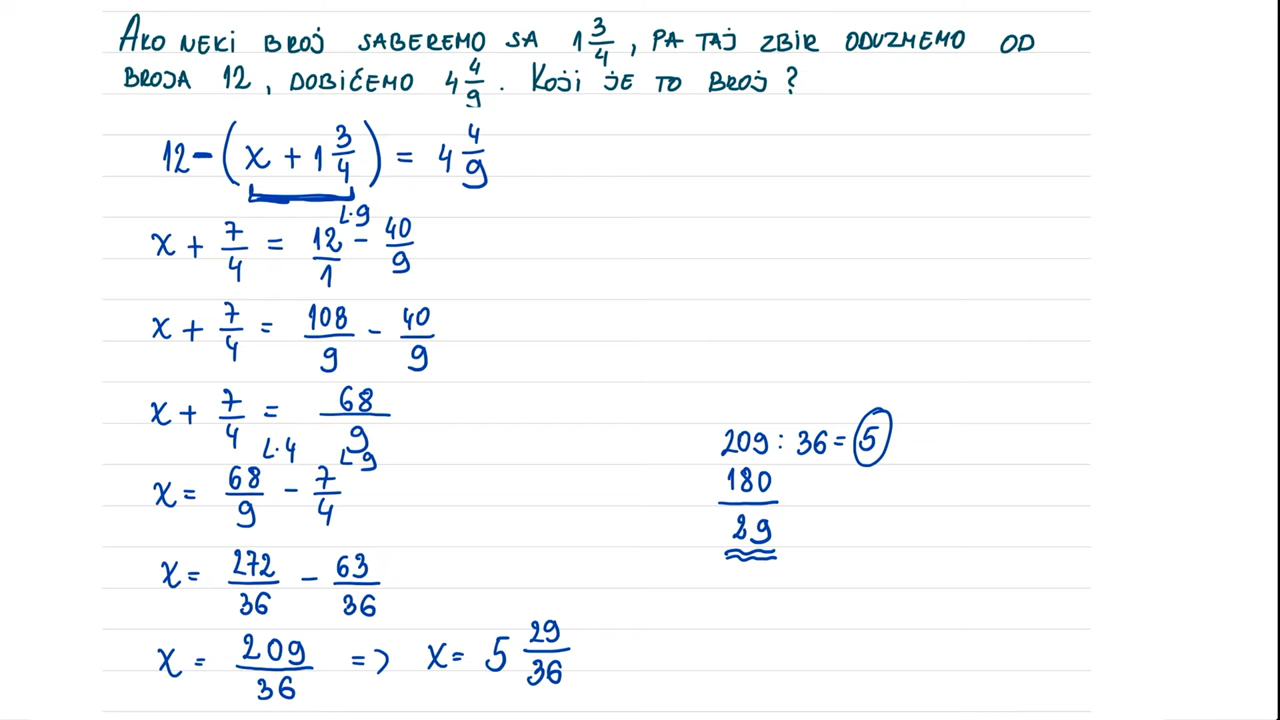 AKO NEKI BROJ SABEREMO SA 1 3/4, PA TAJ ZBIR ODUZMEMO OD
BROJA 12, DOBIĆEMO 4 4/9. KOJI JE TO BROJ?
12 - (x + 1 3/4) = 4 4/9
x + 7/4 = 12/1 L·9 - 40/9
x + 7/4 = 108/9 - 40/9
x + 7/4 = 68/9
x = 68/9 L·4 - 7/4 L·9
x = 272/36 - 63/36
x = 209/36 => x = 5 29/36
209 : 36 = 5
180
29